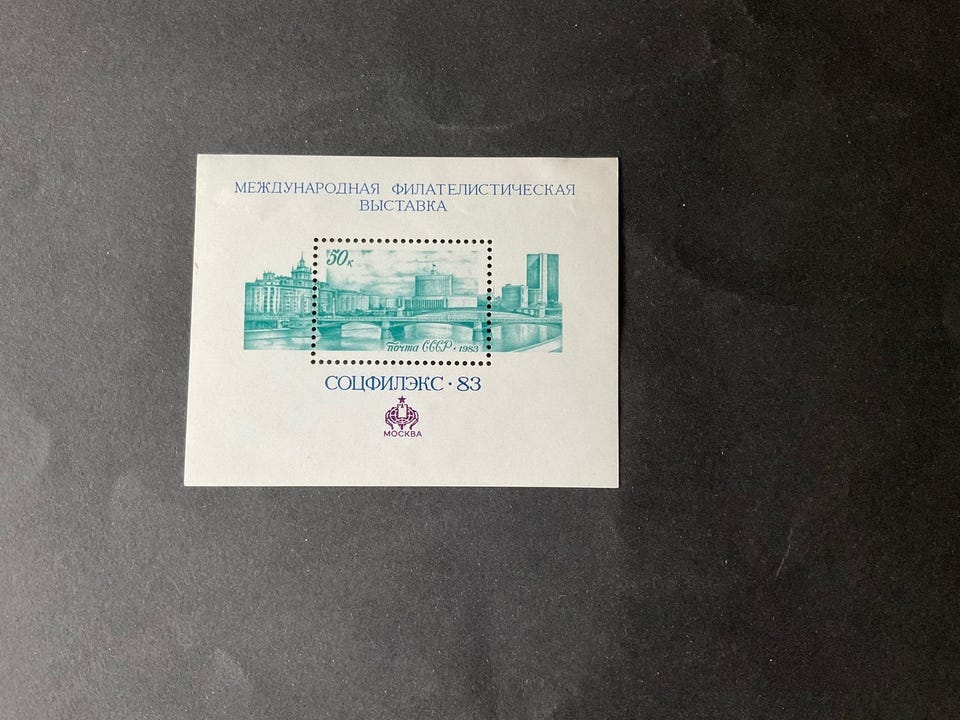 МЕЖДУНАРОДНАЯ ФИЛАТЕЛИСТИЧЕСКАЯ
ВЫСТАВКА
50к
почта СССР · 1983
СОЦФИЛЭКС · 83
МОСКВА